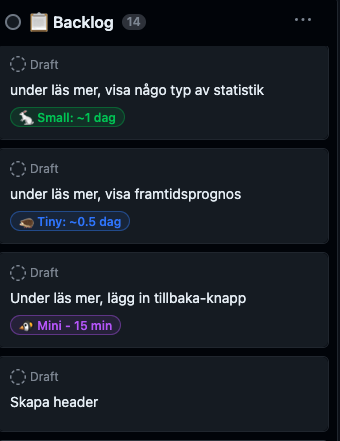 Backlog 14
Draft
under läs mer, visa någo typ av statistik
Small: ~1 dag
Draft
under läs mer, visa framtidsprognos
Tiny: ~0.5 dag
Draft
Under läs mer, lägg in tillbaka-knapp
Mini - 15 min
Draft
Skapa header